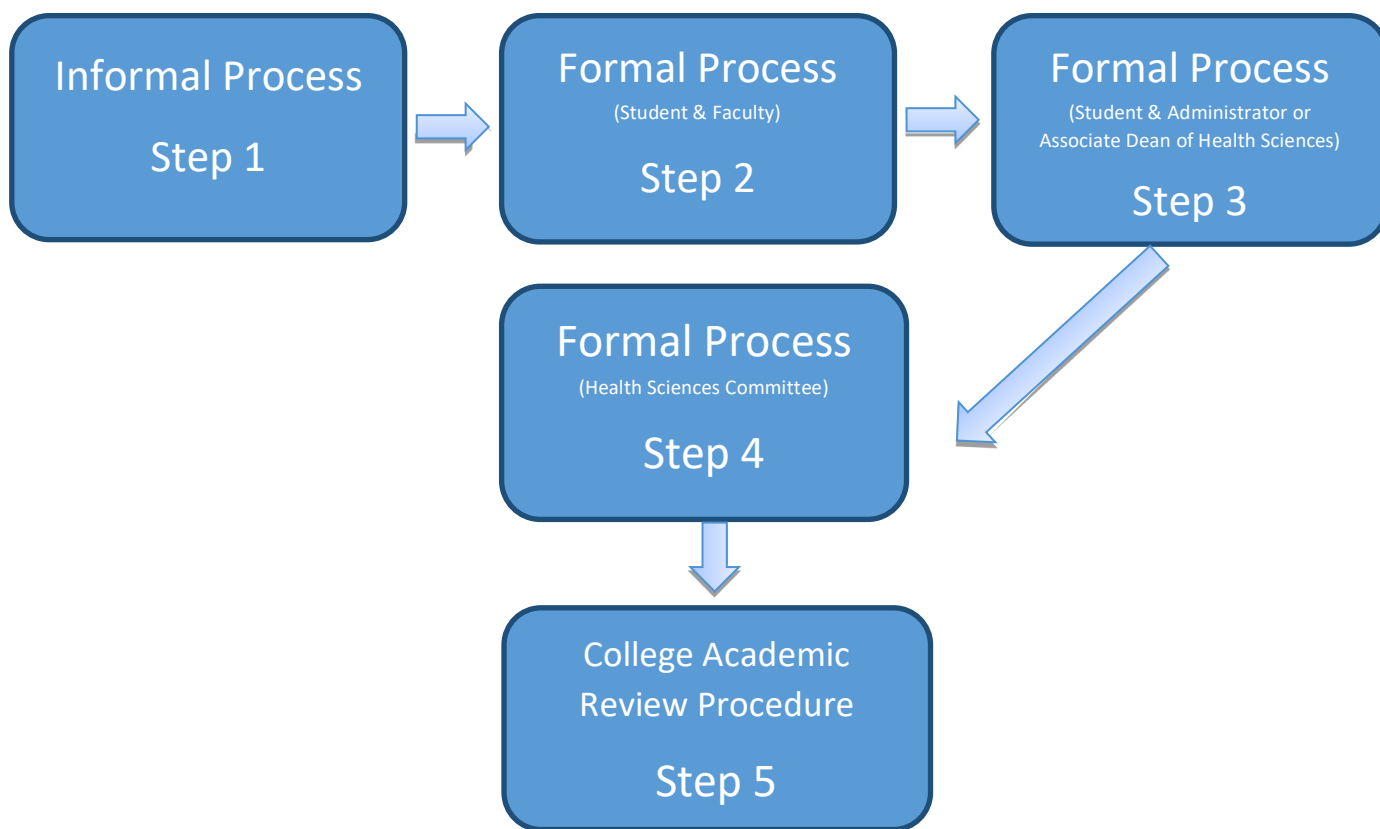 Informal Process
Step 1
Formal Process
(Student & Faculty)
Step 2
Formal Process
(Student & Administrator or
Associate Dean of Health Sciences)
Step 3
Formal Process
(Health Sciences Committee)
Step 4
College Academic
Review Procedure
Step 5